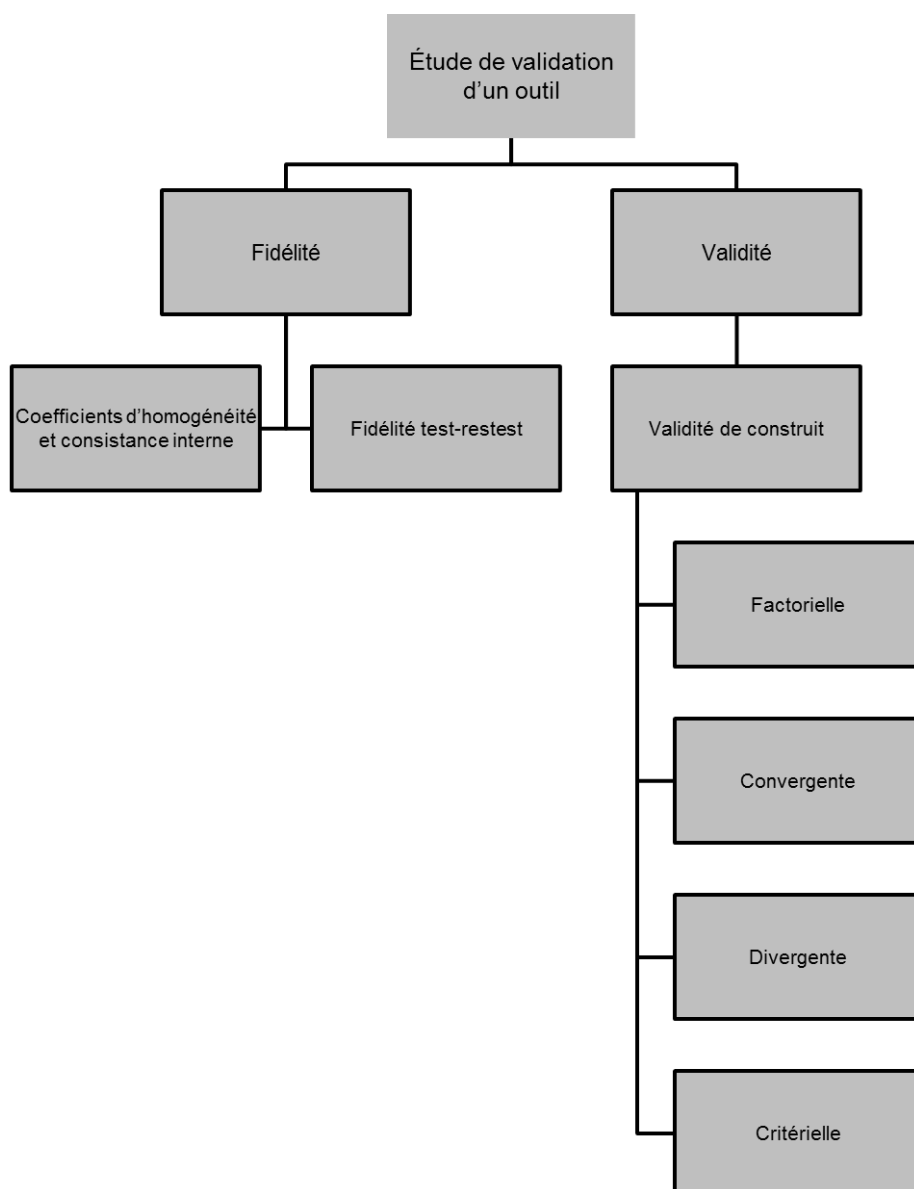 Étude de validation
d'un outil
Fidélité
Validité
Coefficients d'homogénéité
et consistance interne
Fidélité test-restest
Validité de construit
Factorielle
Convergente
Divergente
Critérielle